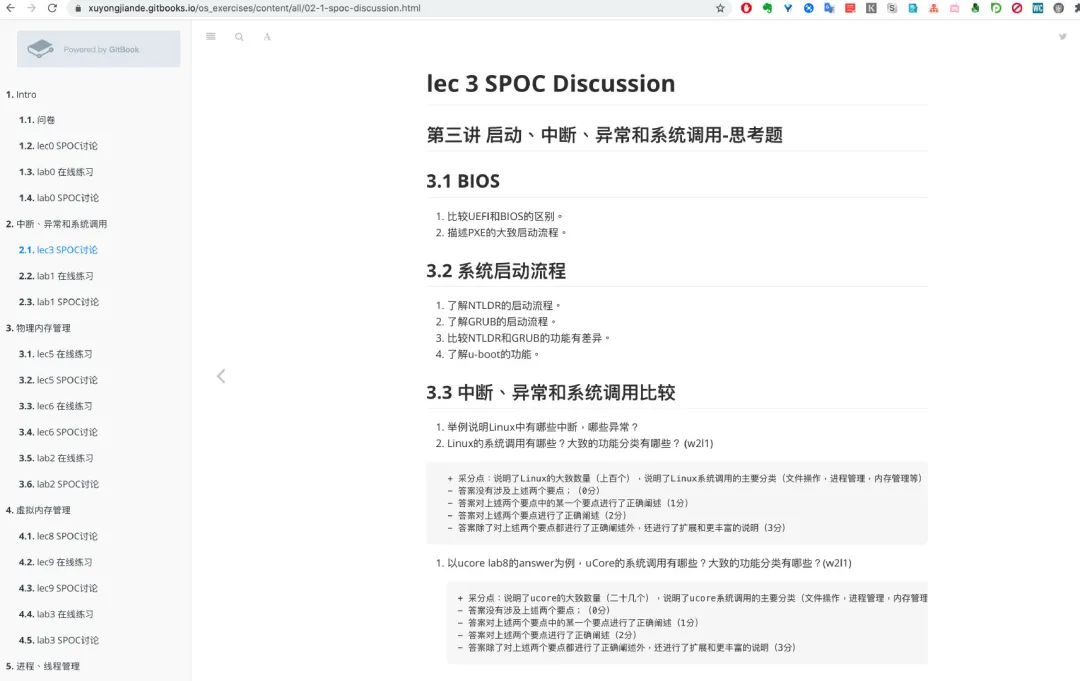 xuyongjiande.gitbooks.io/os_exercises/content/all/02-1-spoc-discussion.html
Powered by GitBook
1. Intro
1.1. 问卷
1.2. lec0 SPOC讨论
1.3. lab0 在线练习
1.4. lab0 SPOC讨论
2. 中断、异常和系统调用
2.1. lec3 SPOC讨论
2.2. lab1 在线练习
2.3. lab1 SPOC讨论
3. 物理内存管理
3.1. lec5 在线练习
3.2. lec5 SPOC讨论
3.3. lec6 在线练习
3.4. lec6 SPOC讨论
3.5. lab2 在线练习
3.6. lab2 SPOC讨论
4. 虚拟内存管理
4.1. lec8 SPOC讨论
4.2. lec9 在线练习
4.3. lec9 SPOC讨论
4.4. lab3 在线练习
4.5. lab3 SPOC讨论
5. 进程、线程管理
A
lec 3 SPOC Discussion
第三讲 启动、中断、异常和系统调用-思考题
3.1 BIOS
1. 比较UEFI和BIOS的区别。
2. 描述PXE的大致启动流程。
3.2 系统启动流程
1. 了解NTLDR的启动流程。
2. 了解GRUB的启动流程。
3. 比较NTLDR和GRUB的功能有差异。
4. 了解u-boot的功能。
3.3 中断、异常和系统调用比较
1. 举例说明Linux中有哪些中断，哪些异常？
2. Linux的系统调用有哪些？大致的功能分类有哪些？ (w2l1)
+ 采分点：说明了Linux的大致数量（上百个），说明了Linux系统调用的主要分类（文件操作，进程管理，内存管理等）
- 答案没有涉及上述两个要点；（0分）
- 答案对上述两个要点中的某一个要点进行了正确阐述（1分）
- 答案对上述两个要点进行了正确阐述（2分）
- 答案除了对上述两个要点都进行了正确阐述外，还进行了扩展和更丰富的说明（3分）
1. 以ucore lab8的answer为例，uCore的系统调用有哪些？大致的功能分类有哪些？(w2l1)
+ 采分点：说明了ucore的大致数量（二十几个），说明了ucore系统调用的主要分类（文件操作，进程管理，内存管理
- 答案没有涉及上述两个要点；（0分）
- 答案对上述两个要点中的某一个要点进行了正确阐述（1分）
- 答案对上述两个要点进行了正确阐述（2分）
- 答案除了对上述两个要点都进行了正确阐述外，还进行了扩展和更丰富的说明（3分）